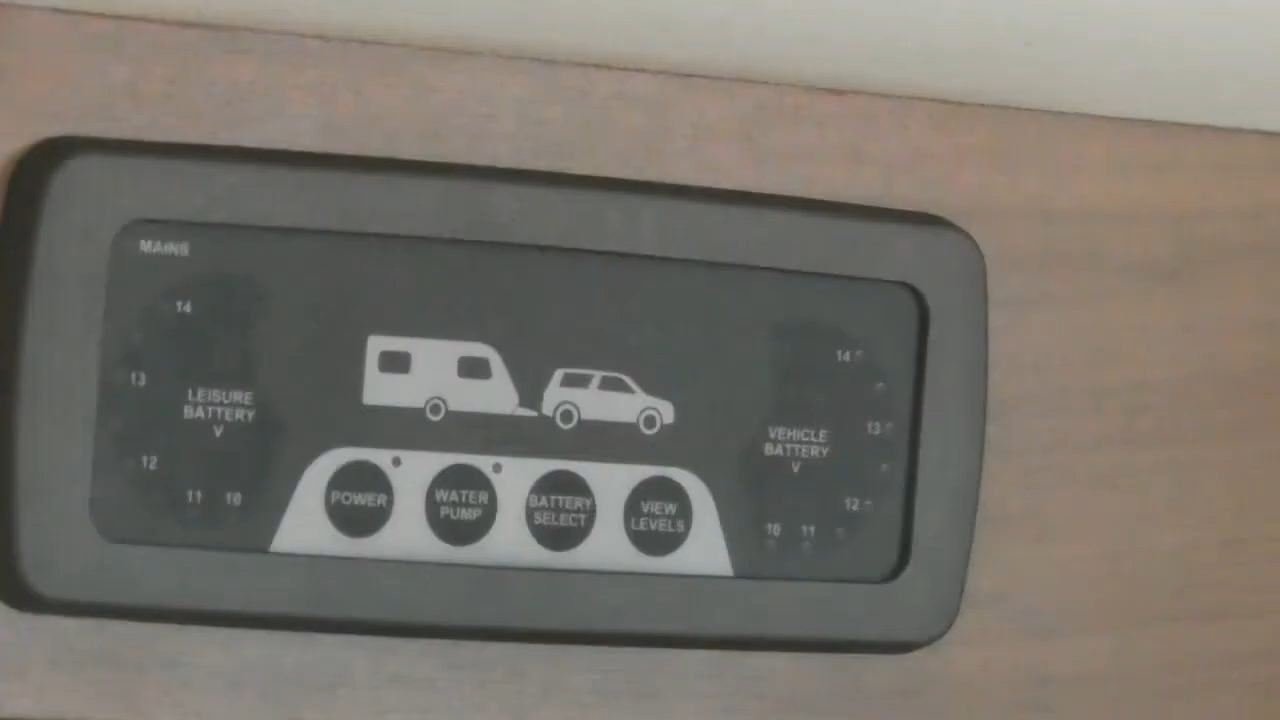 MAINS
14
13
LEISURE
BATTERY
V
12
11 10
POWER
WATER
PUMP
BATTERY
SELECT
VIEW
LEVELS
14
13
VEHICLE
BATTERY
V
12
10 11